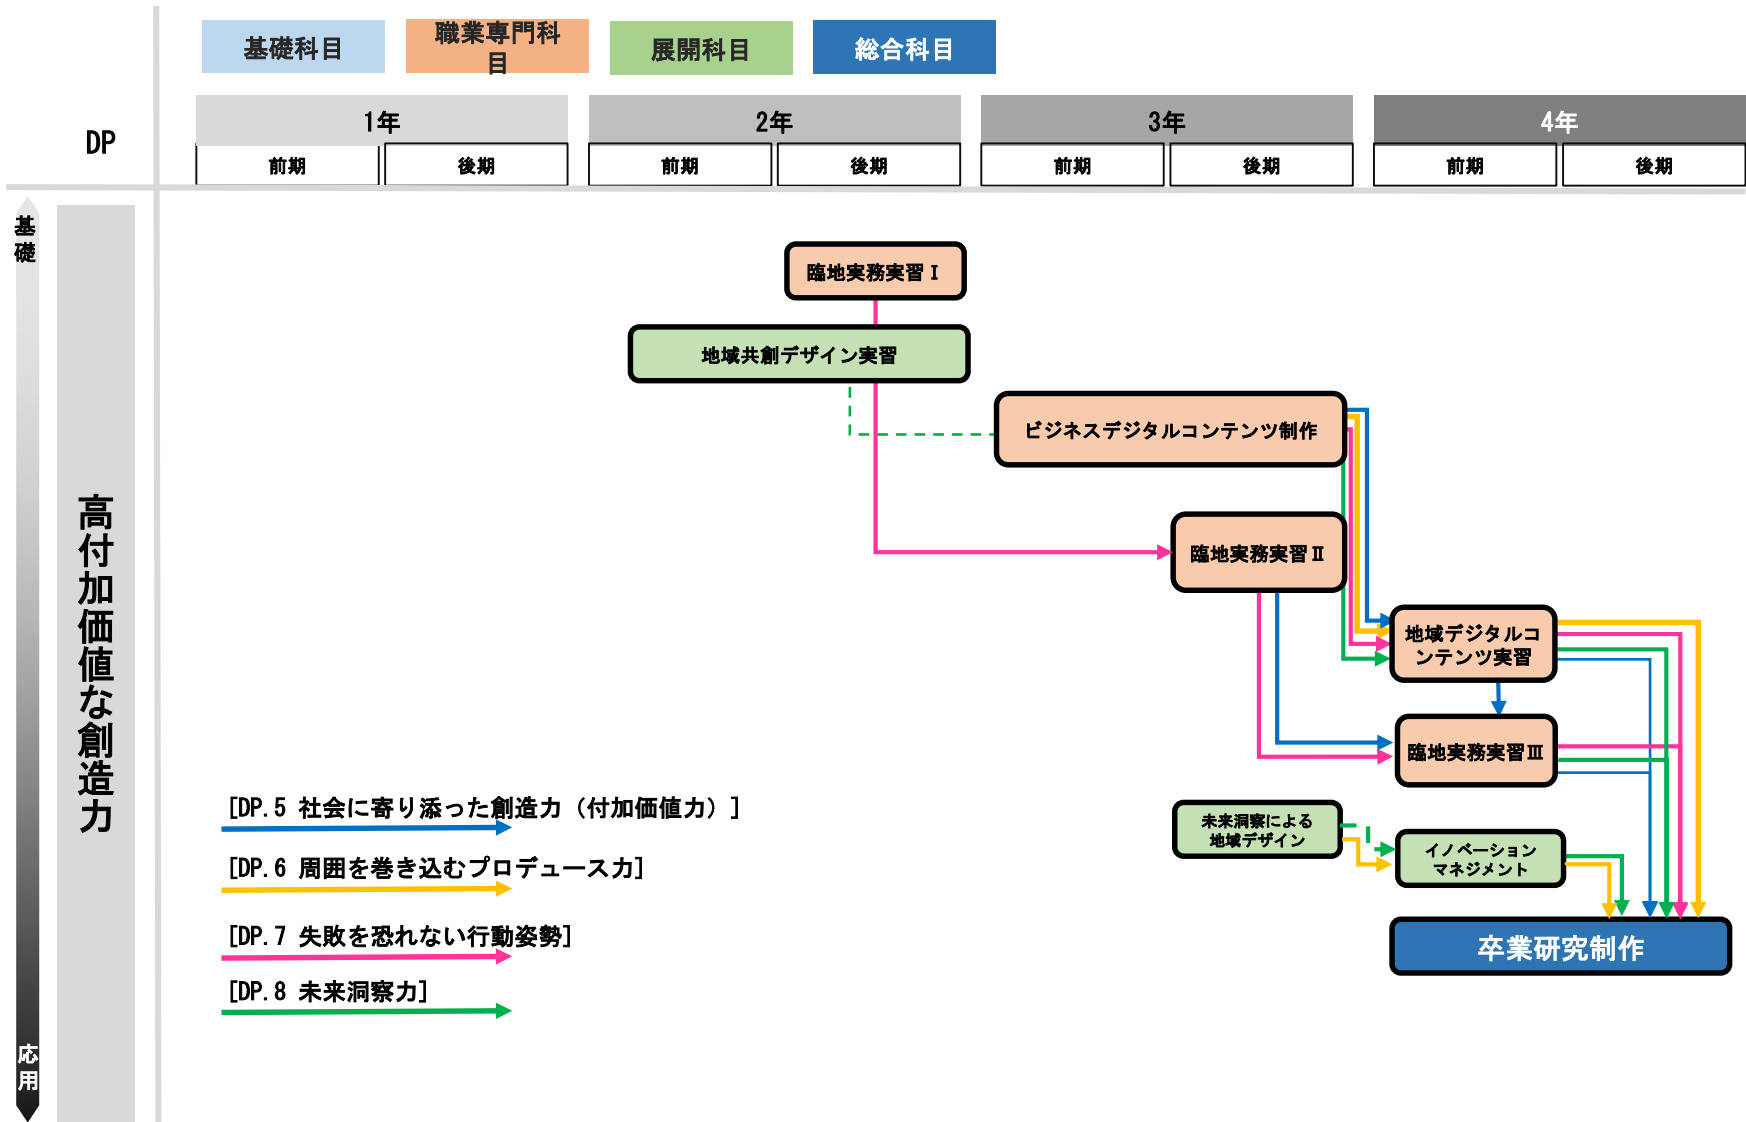 基礎科目
職業専門科
目
展開科目
総合科目
DP
1年
2年
3年
4年
前期
後期
前期
後期
前期
後期
前期
後期
基
礎
高付加価値な創造力
応
用
臨地実務実習Ⅰ
地域共創デザイン実習
ビジネスデジタルコンテンツ制作
臨地実務実習Ⅱ
地域デジタルコ
ンテンツ実習
臨地実務実習Ⅲ
未来洞察による
地域デザイン
イノベーション
マネジメント
卒業研究制作
[DP.5 社会に寄り添った創造力（付加価値力）]
[DP.6 周囲を巻き込むプロデュース力]
[DP.7 失敗を恐れない行動姿勢]
[DP.8 未来洞察力]